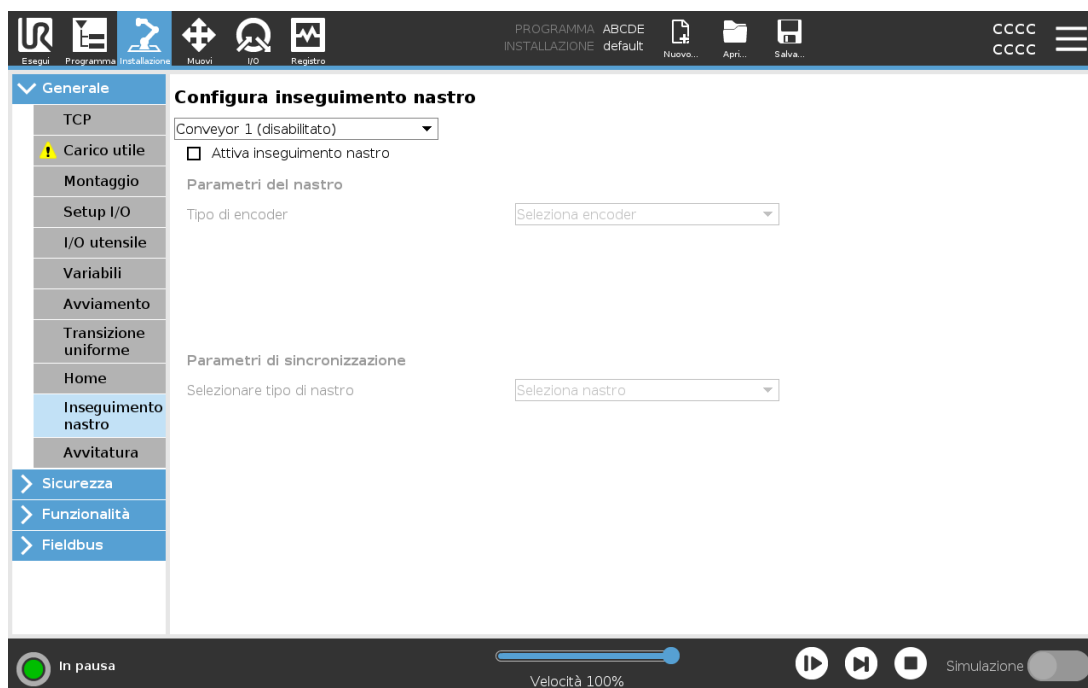 UR
Esegui
Programma
Installazione
Muovi
I/O
Registro
PROGRAMMA ABCDE
INSTALLAZIONE default
Nuovo...
Apri...
Salva...
CCCC
CCCC
Generale
TCP
Carico utile
Montaggio
Setup I/O
I/O utensile
Variabili
Avviamento
Transizione
uniforme
Home
Inseguimento
nastro
Avvitatura
Sicurezza
Funzionalità
Fieldbus
Configura inseguimento nastro
Conveyor 1 (disabilitato)
Attiva inseguimento nastro
Parametri del nastro
Tipo di encoder
Seleziona encoder
Parametri di sincronizzazione
Selezionare tipo di nastro
Seleziona nastro
In pausa
Velocità 100%
Simulazione